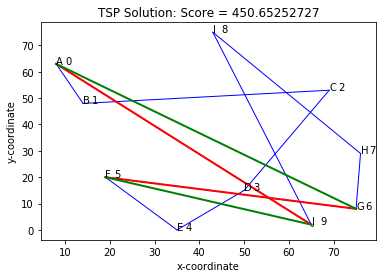 TSP Solution: Score = 450.65252727
I 8
70
A 0
60
C 2
50
B 1
40
30
H 7
20
F 5
D 3
10
G 6
J 9
0
E 4
10 20 30 40 50 60 70
x-coordinate
y-coordinate